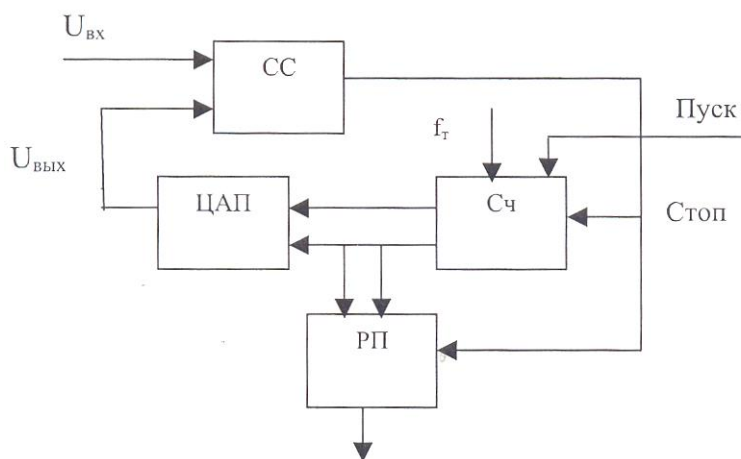 Uвх
СС
Пуск
fт
Uвых
ЦАП
Сч
Стоп
РП